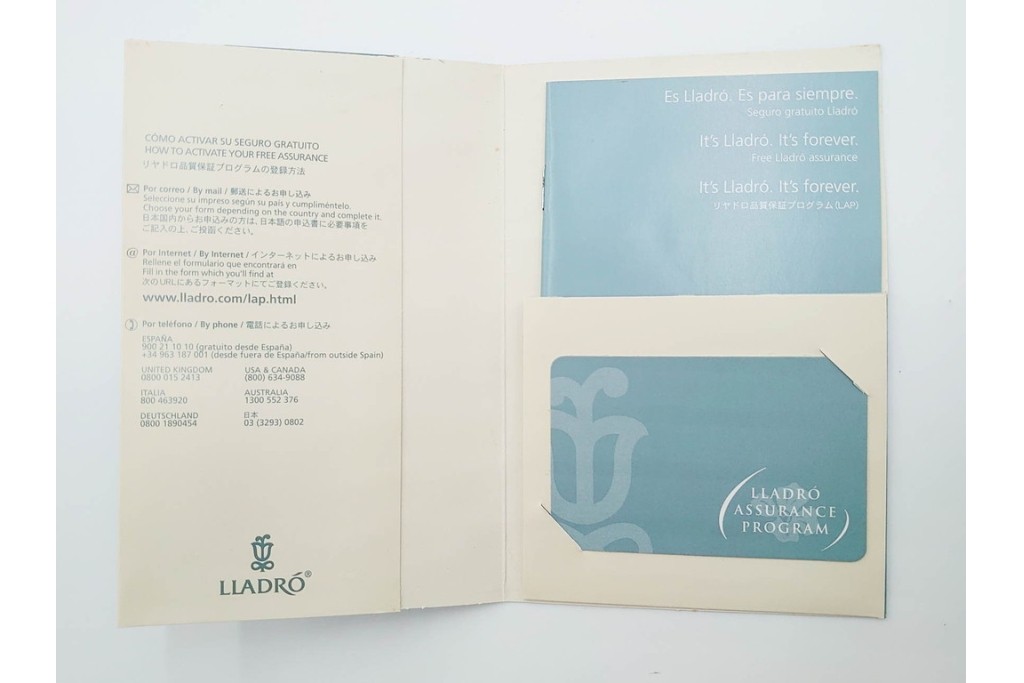 CÓMO ACTIVAR SU SEGURO GRATUITO
HOW TO ACTIVATE YOUR FREE ASSURANCE
リヤドロ品質保証プログラムの登録方法
Por correo / By mail / 郵送によるお申し込み
Seleccione su impreso según su país y cumpliméntelo.
Choose your form depending on the country and complete it.
日本国内からお申込みの方は、日本語の申込書に必要事項を
ご記入の上、ご投函ください。
@ Por Internet / By Internet / インターネットによるお申し込み
Rellene el formulario que encontrará en
Fill in the form which you'll find at
次のURLにあるフォーマットにてご登録ください。
www.lladro.com/lap.html
Por teléfono / By phone / 電話によるお申し込み
ESPAÑA
900 21 10 10 (gratuito desde España)
+34 963 187 001 (desde fuera de España/from outside Spain)
UNITED KINGDOM
0800 015 2413
USA & CANADA
(800) 634-9088
ITALIA
800 463920
AUSTRALIA
1300 552 376
DEUTSCHLAND
0800 1890454
日本
03 (3293) 0802
LLADRÓ®
Es Lladró. Es para siempre.
Seguro gratuito Lladró
It's Lladró. It's forever.
Free Lladró assurance
It's Lladró. It's forever.
リヤドロ品質保証プログラム(LAP)
LLADRÓ
ASSURANCE
PROGRAM